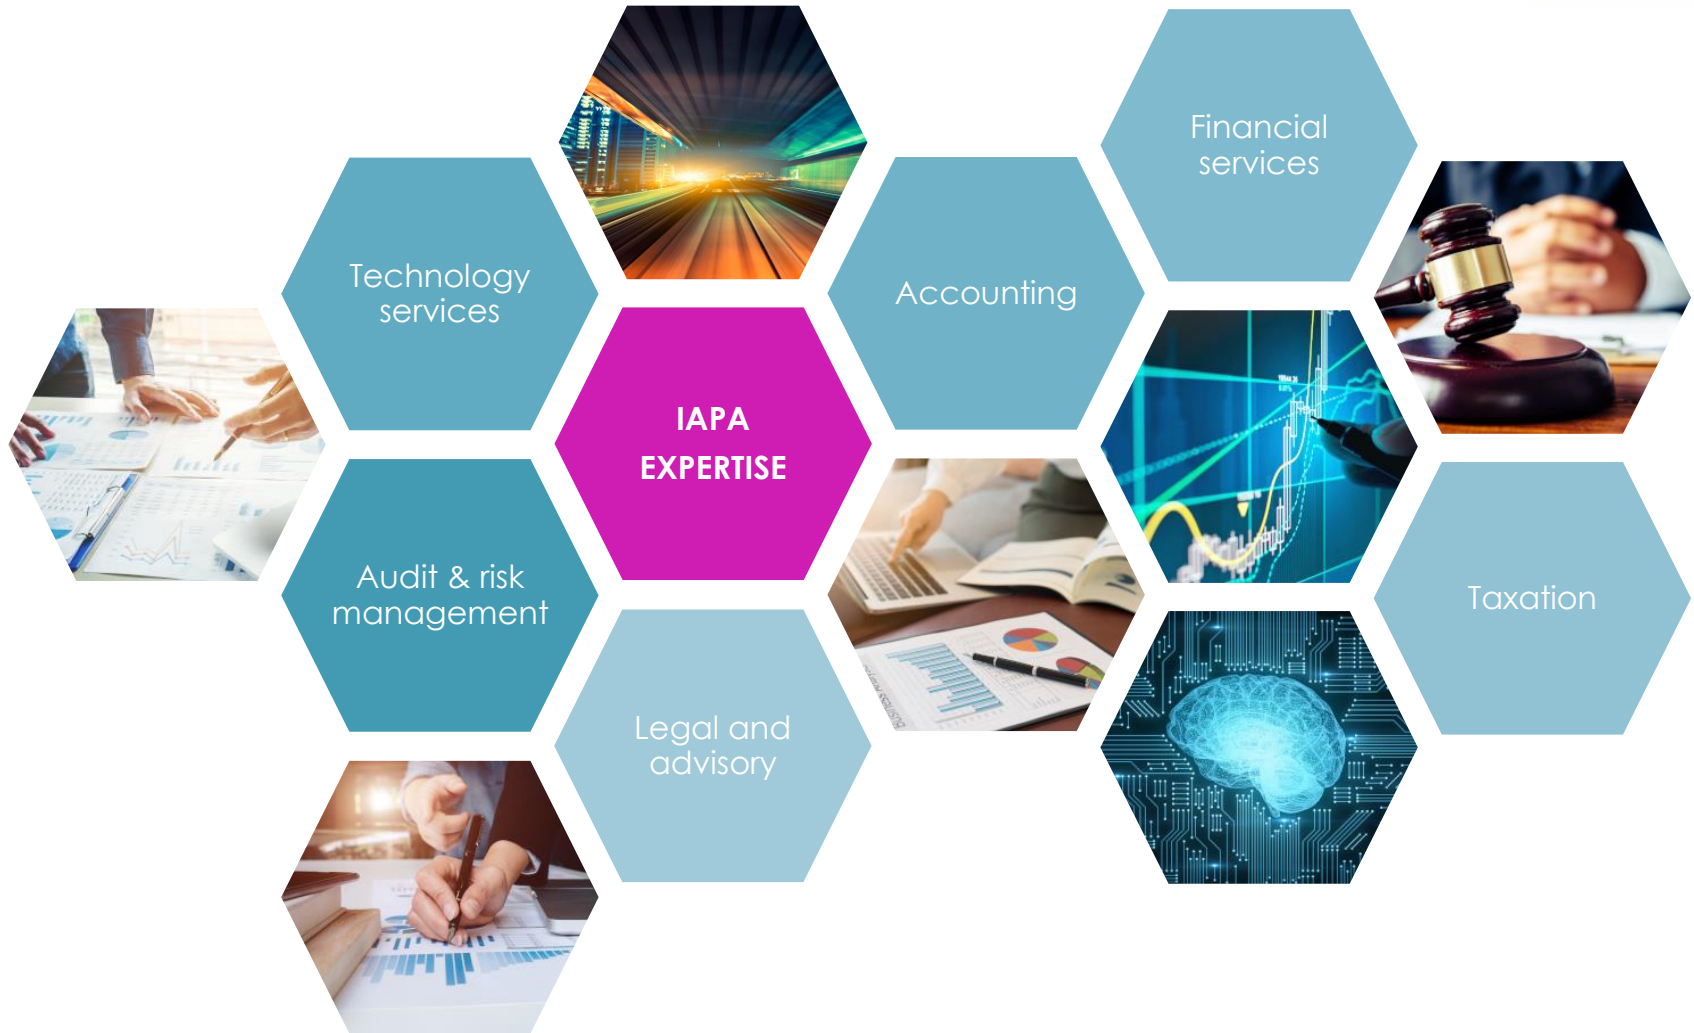 Financial
services
Technology
services
Accounting
IAPA
EXPERTISE
Audit & risk
management
Taxation
Legal and
advisory